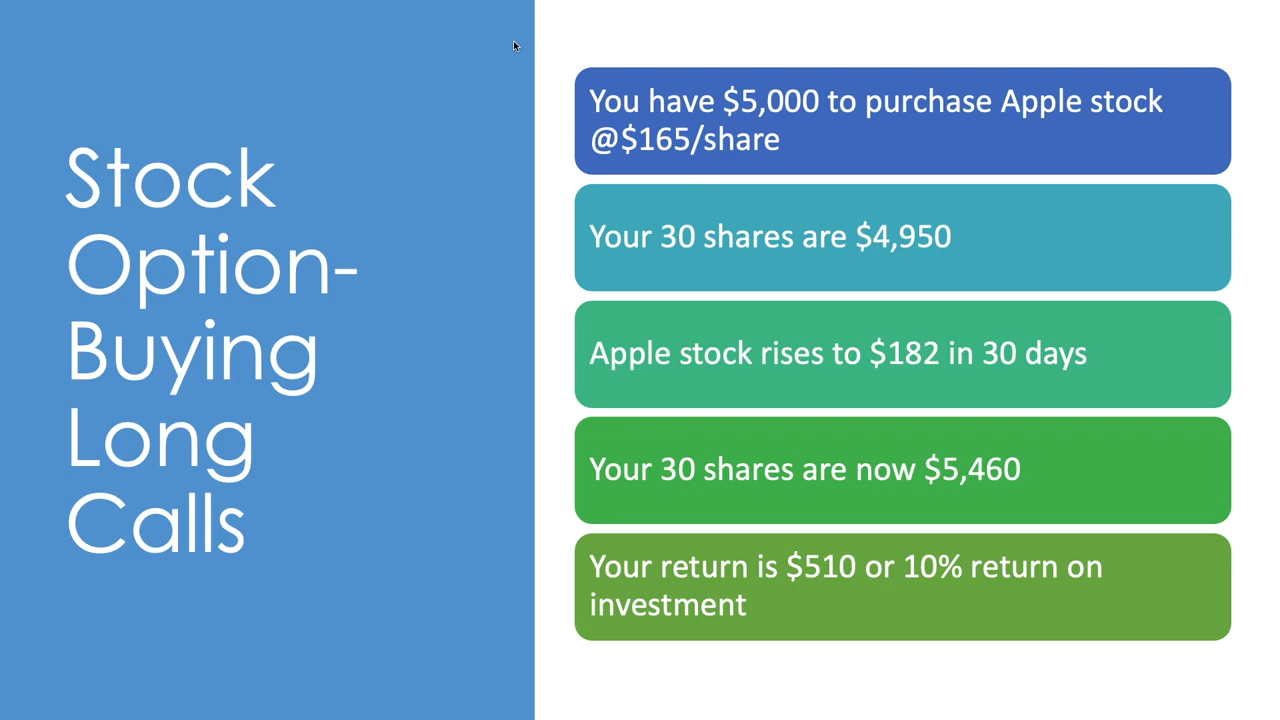 Stock
Option-
Buying
Long
Calls
You have $5,000 to purchase Apple stock
@$165/share
Your 30 shares are $4,950
Apple stock rises to $182 in 30 days
Your 30 shares are now $5,460
Your return is $510 or 10% return on
investment